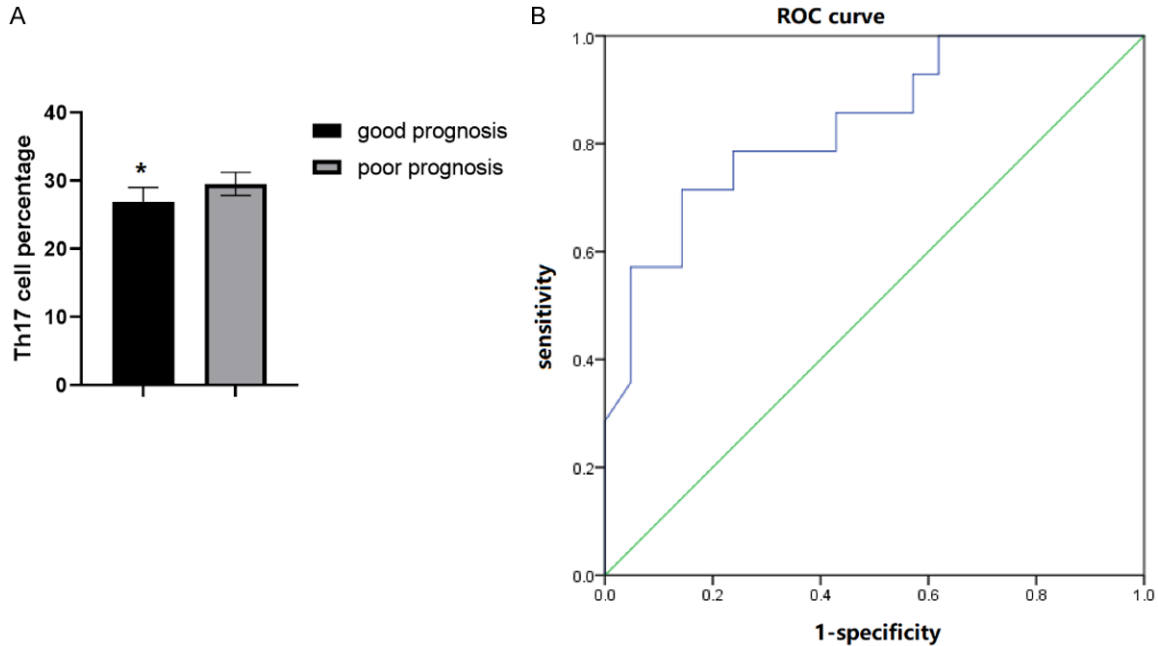 A
Th17 cell percentage
40
30
20
10
0
*
good prognosis
poor prognosis
B
ROC curve
sensitivity
1.0
0.8
0.6
0.4
0.2
0.0
0.0 0.2 0.4 0.6 0.8 1.0
1-specificity